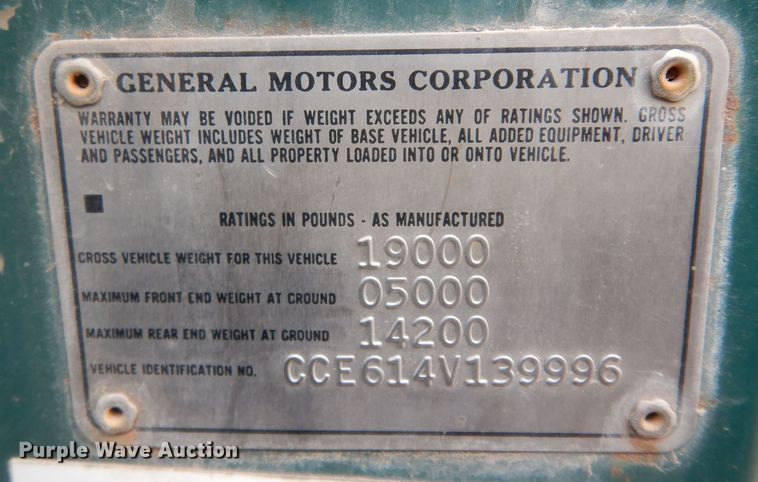 GENERAL MOTORS CORPORATION
WARRANTY MAY BE VOIDED IF WEIGHT EXCEEDS ANY OF RATINGS SHOWN. GROSS
VEHICLE WEIGHT INCLUDES WEIGHT OF BASE VEHICLE, ALL ADDED EQUIPMENT, DRIVER
AND PASSENGERS, AND ALL PROPERTY LOADED INTO OR ONTO VEHICLE.
RATINGS IN POUNDS - AS MANUFACTURED
GROSS VEHICLE WEIGHT FOR THIS VEHICLE 19000
MAXIMUM FRONT END WEIGHT AT GROUND 05000
MAXIMUM REAR END WEIGHT AT GROUND 14200
VEHICLE IDENTIFICATION NO. CCE614V139996
Purple Wave Auction